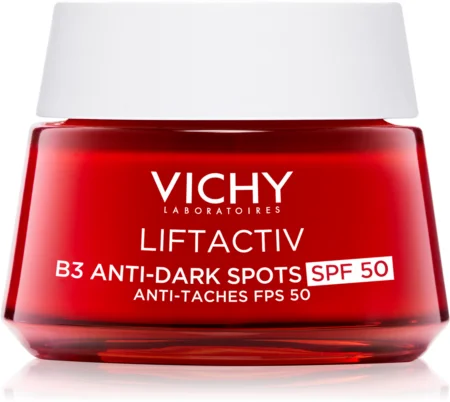 VICHY
LABORATOIRES
LIFTACTIV
B3 ANTI-DARK SPOTS SPF 50
ANTI-TACHES FPS 50